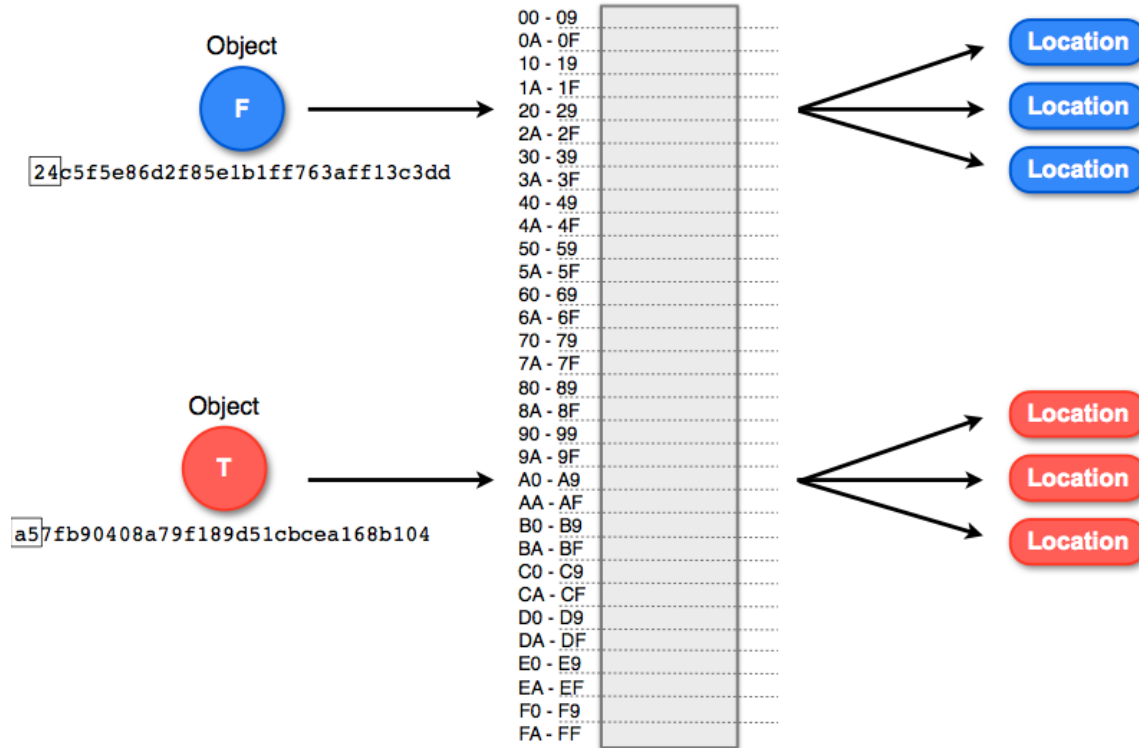 Object
F
24c5f5e86d2f85e1b1ff763aff13c3dd
Object
T
a57fb90408a79f189d51cbcea168b104
00 - 09
0A - 0F
10 - 19
1A - 1F
20 - 29
2A - 2F
30 - 39
3A - 3F
40 - 49
4A - 4F
50 - 59
5A - 5F
60 - 69
6A - 6F
70 - 79
7A - 7F
80 - 89
8A - 8F
90 - 99
9A - 9F
A0 - A9
AA - AF
B0 - B9
BA - BF
C0 - C9
CA - CF
D0 - D9
DA - DF
E0 - E9
EA - EF
F0 - F9
FA - FF
Location
Location
Location
Location
Location
Location